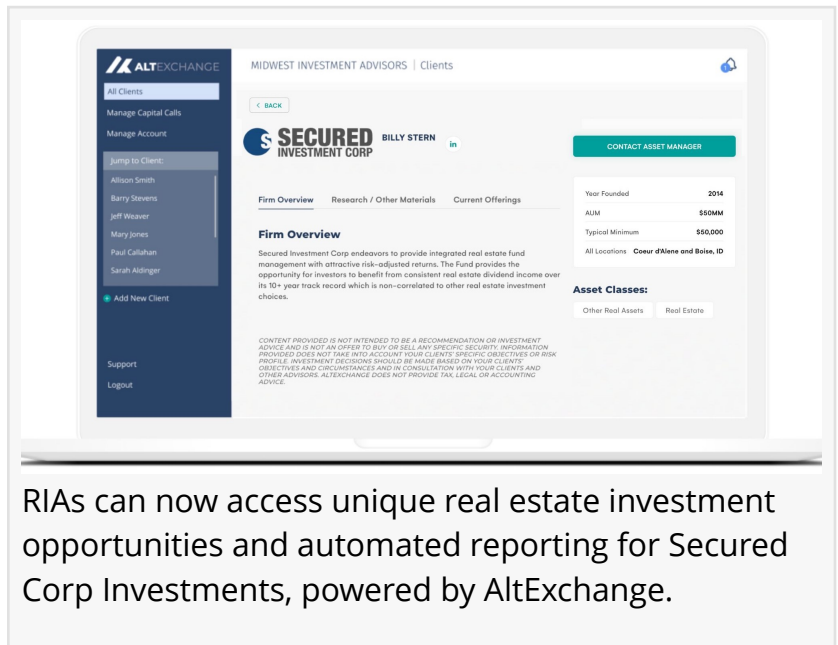 ALTEXCHANGE
MIDWEST INVESTMENT ADVISORS | Clients
1
All Clients
Manage Capital Calls
Manage Account
Jump to Client:
Allison Smith
Barry Stevens
Jeff Weaver
Mary Jones
Paul Callahan
Sarah Aldinger
Add New Client
Support
Logout
< BACK
S SECURED
INVESTMENT CORP
BILLY STERN
in
CONTACT ASSET MANAGER
Firm Overview Research / Other Materials Current Offerings
Firm Overview
Secured Investment Corp endeavors to provide integrated real estate fund
management with attractive risk-adjusted returns. The Fund provides the
opportunity for investors to benefit from consistent real estate dividend income over
its 10+ year track record which is non-correlated to other real estate investment
choices.
CONTENT PROVIDED IS NOT INTENDED TO BE A RECOMMENDATION OR INVESTMENT
ADVICE AND IS NOT AN OFFER TO BUY OR SELL ANY SPECIFIC SECURITY. INFORMATION
PROVIDED DOES NOT TAKE INTO ACCOUNT YOUR CLIENTS' SPECIFIC OBJECTIVES OR RISK
PROFILE. INVESTMENT DECISIONS SHOULD BE MADE BASED ON YOUR CLIENTS'
OBJECTIVES AND CIRCUMSTANCES AND IN CONSULTATION WITH YOUR CLIENTS AND
OTHER ADVISORS. ALTEXCHANGE DOES NOT PROVIDE TAX, LEGAL OR ACCOUNTING
ADVICE.
Year Founded 2014
AUM $50MM
Typical Minimum $50,000
All Locations Coeur d'Alene and Boise, ID
Asset Classes:
Other Real Assets Real Estate
RIAs can now access unique real estate investment
opportunities and automated reporting for Secured
Corp Investments, powered by AltExchange.